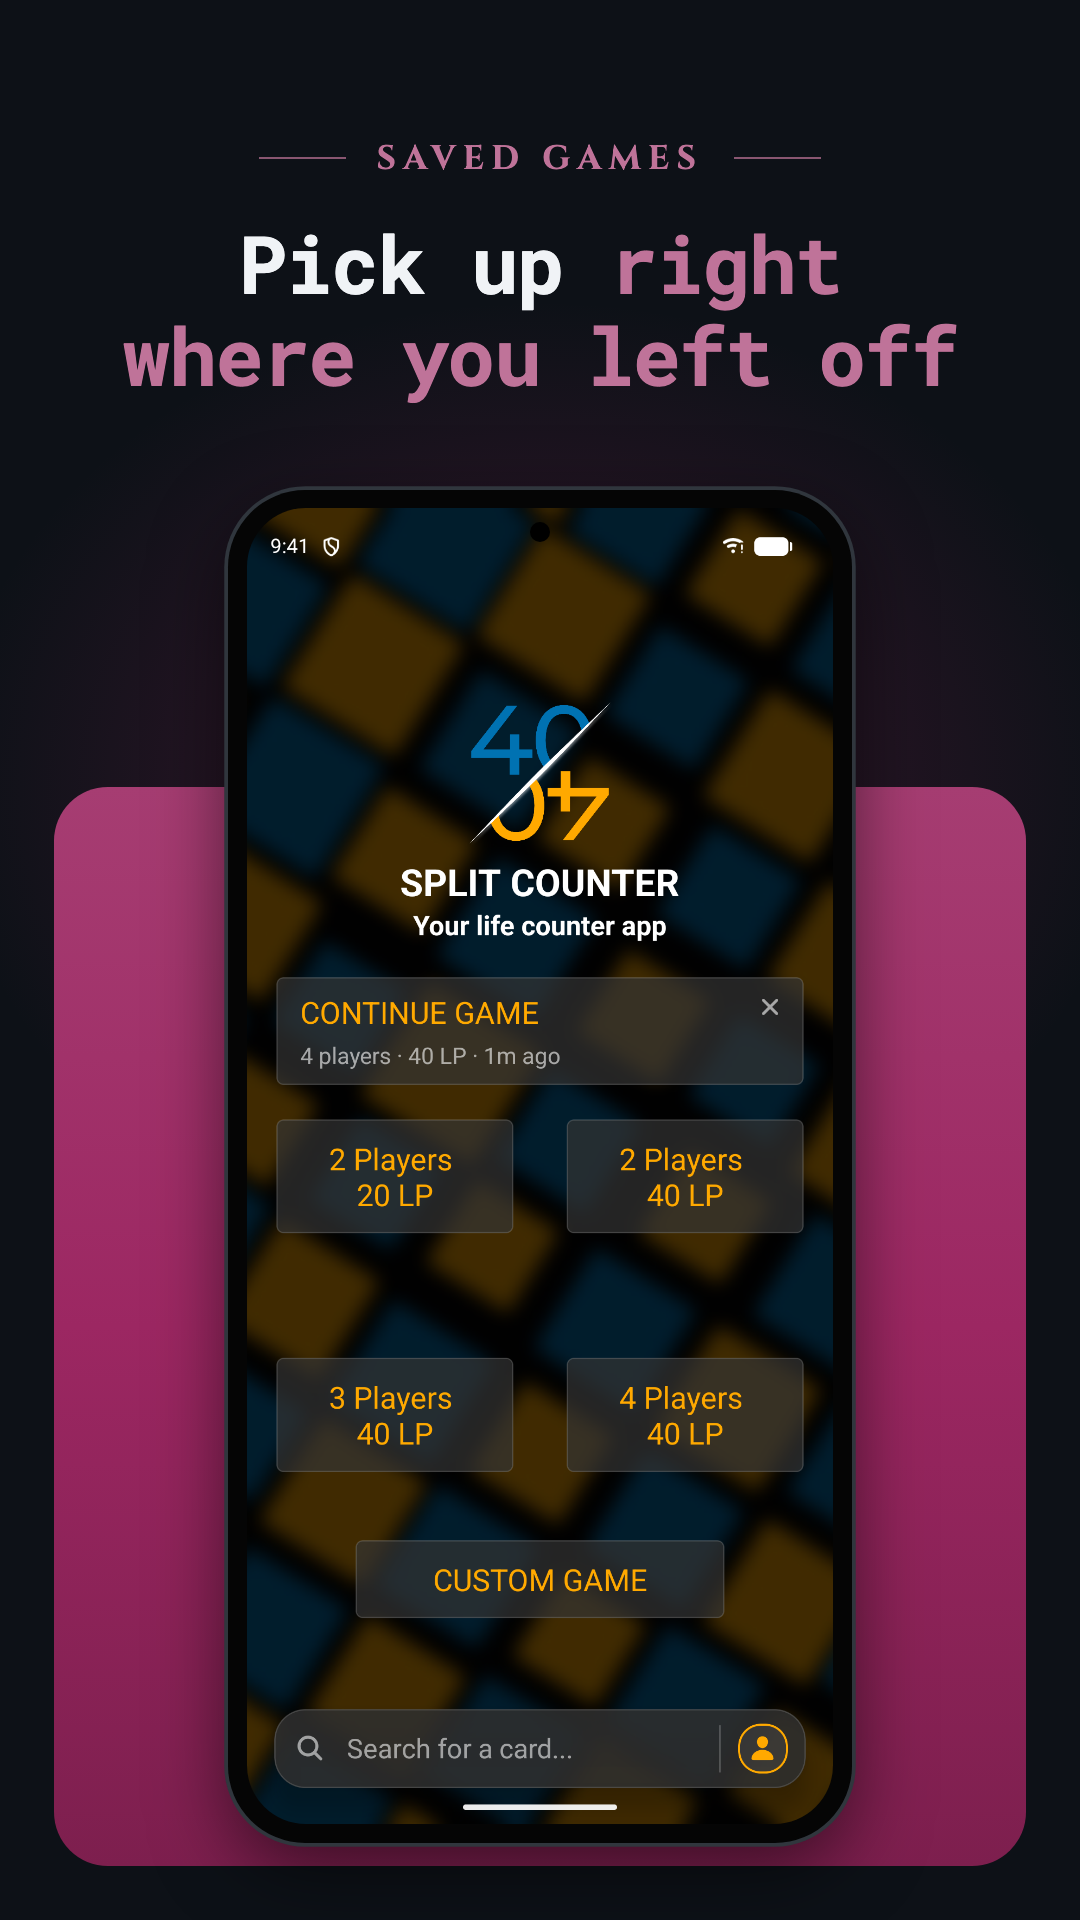 SAVED GAMES
Pick up right
where you left off
9:41
40
40
SPLIT COUNTER
Your life counter app
CONTINUE GAME
4 players · 40 LP · 1m ago
2 Players
20 LP
2 Players
40 LP
3 Players
40 LP
4 Players
40 LP
CUSTOM GAME
Search for a card...